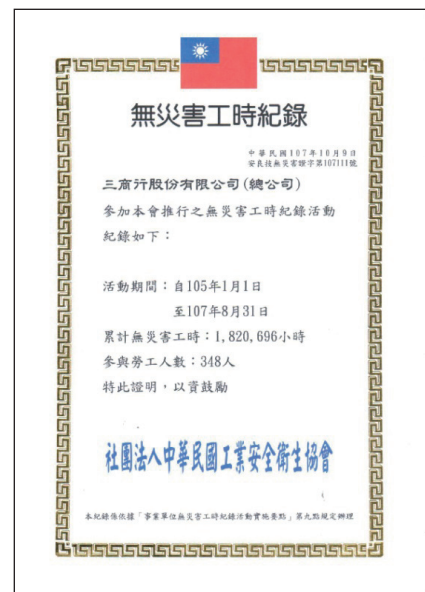 無災害工時紀錄
中華民國107年10月9日
安良技無災害證字第107111號
三商行股份有限公司(總公司)
參加本會推行之無災害工時紀錄活動
紀錄如下：
活動期間：自105年1月1日
至107年8月31日
累計無災害工時：1,820,696小時
參與勞工人數：348人
特此證明，以資鼓勵
社團法人中華民國工業安全衛生協會
本紀錄係依據「事業單位無災害工時紀錄活動實施要點」第九點規定辦理